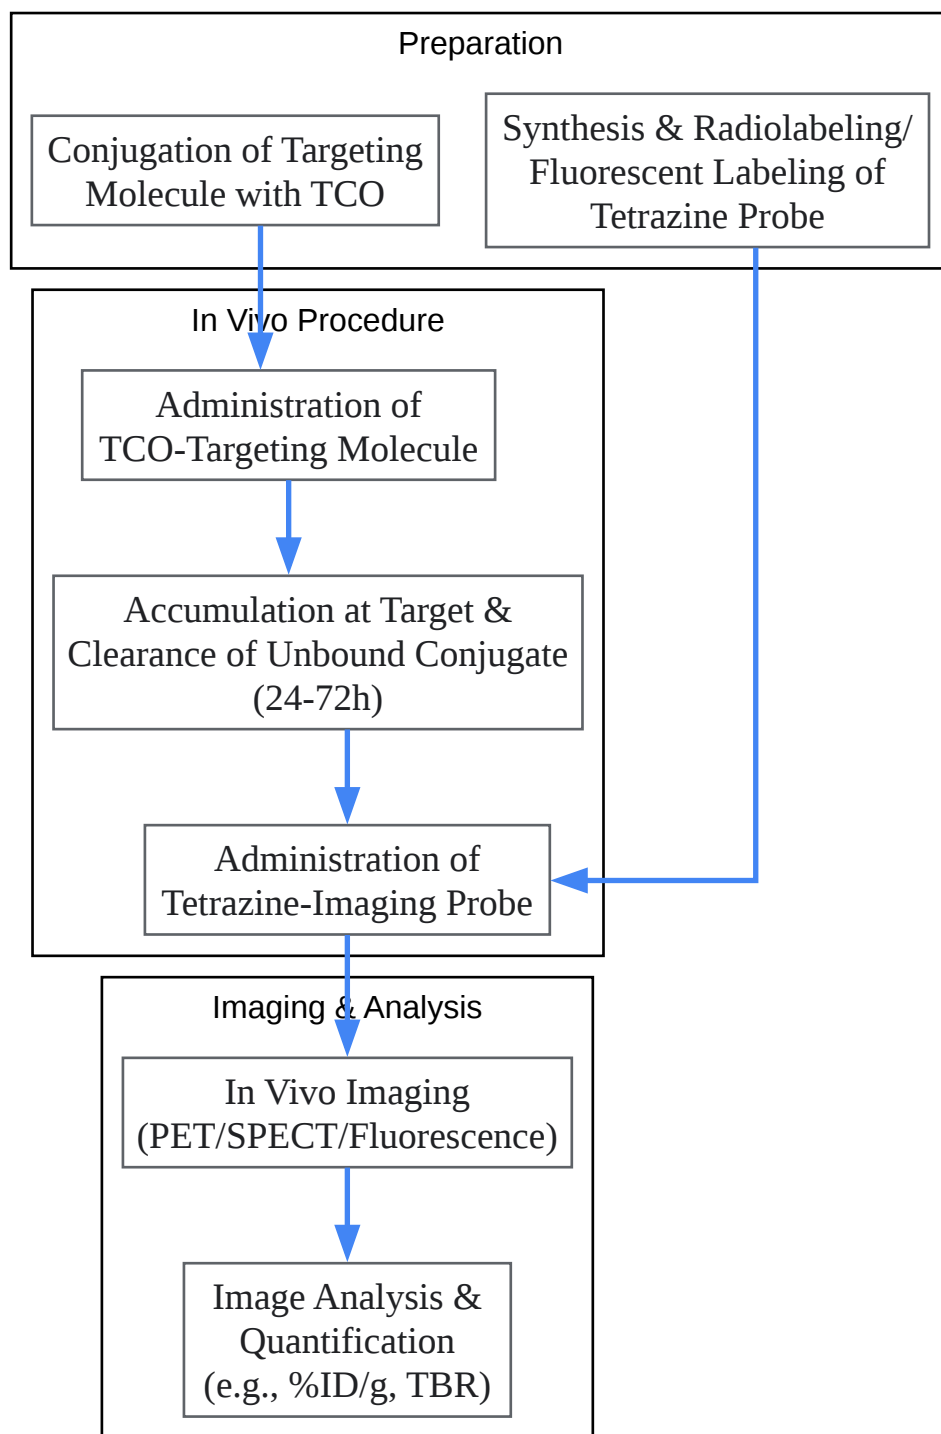 Preparation
Conjugation of Targeting
Molecule with TCO
Synthesis & Radiolabeling/
Fluorescent Labeling of
Tetrazine Probe
In Vivo Procedure
Administration of
TCO-Targeting Molecule
Accumulation at Target &
Clearance of Unbound Conjugate
(24-72h)
Administration of
Tetrazine-Imaging Probe
Imaging & Analysis
In Vivo Imaging
(PET/SPECT/Fluorescence)
Image Analysis &
Quantification
(e.g., %ID/g, TBR)